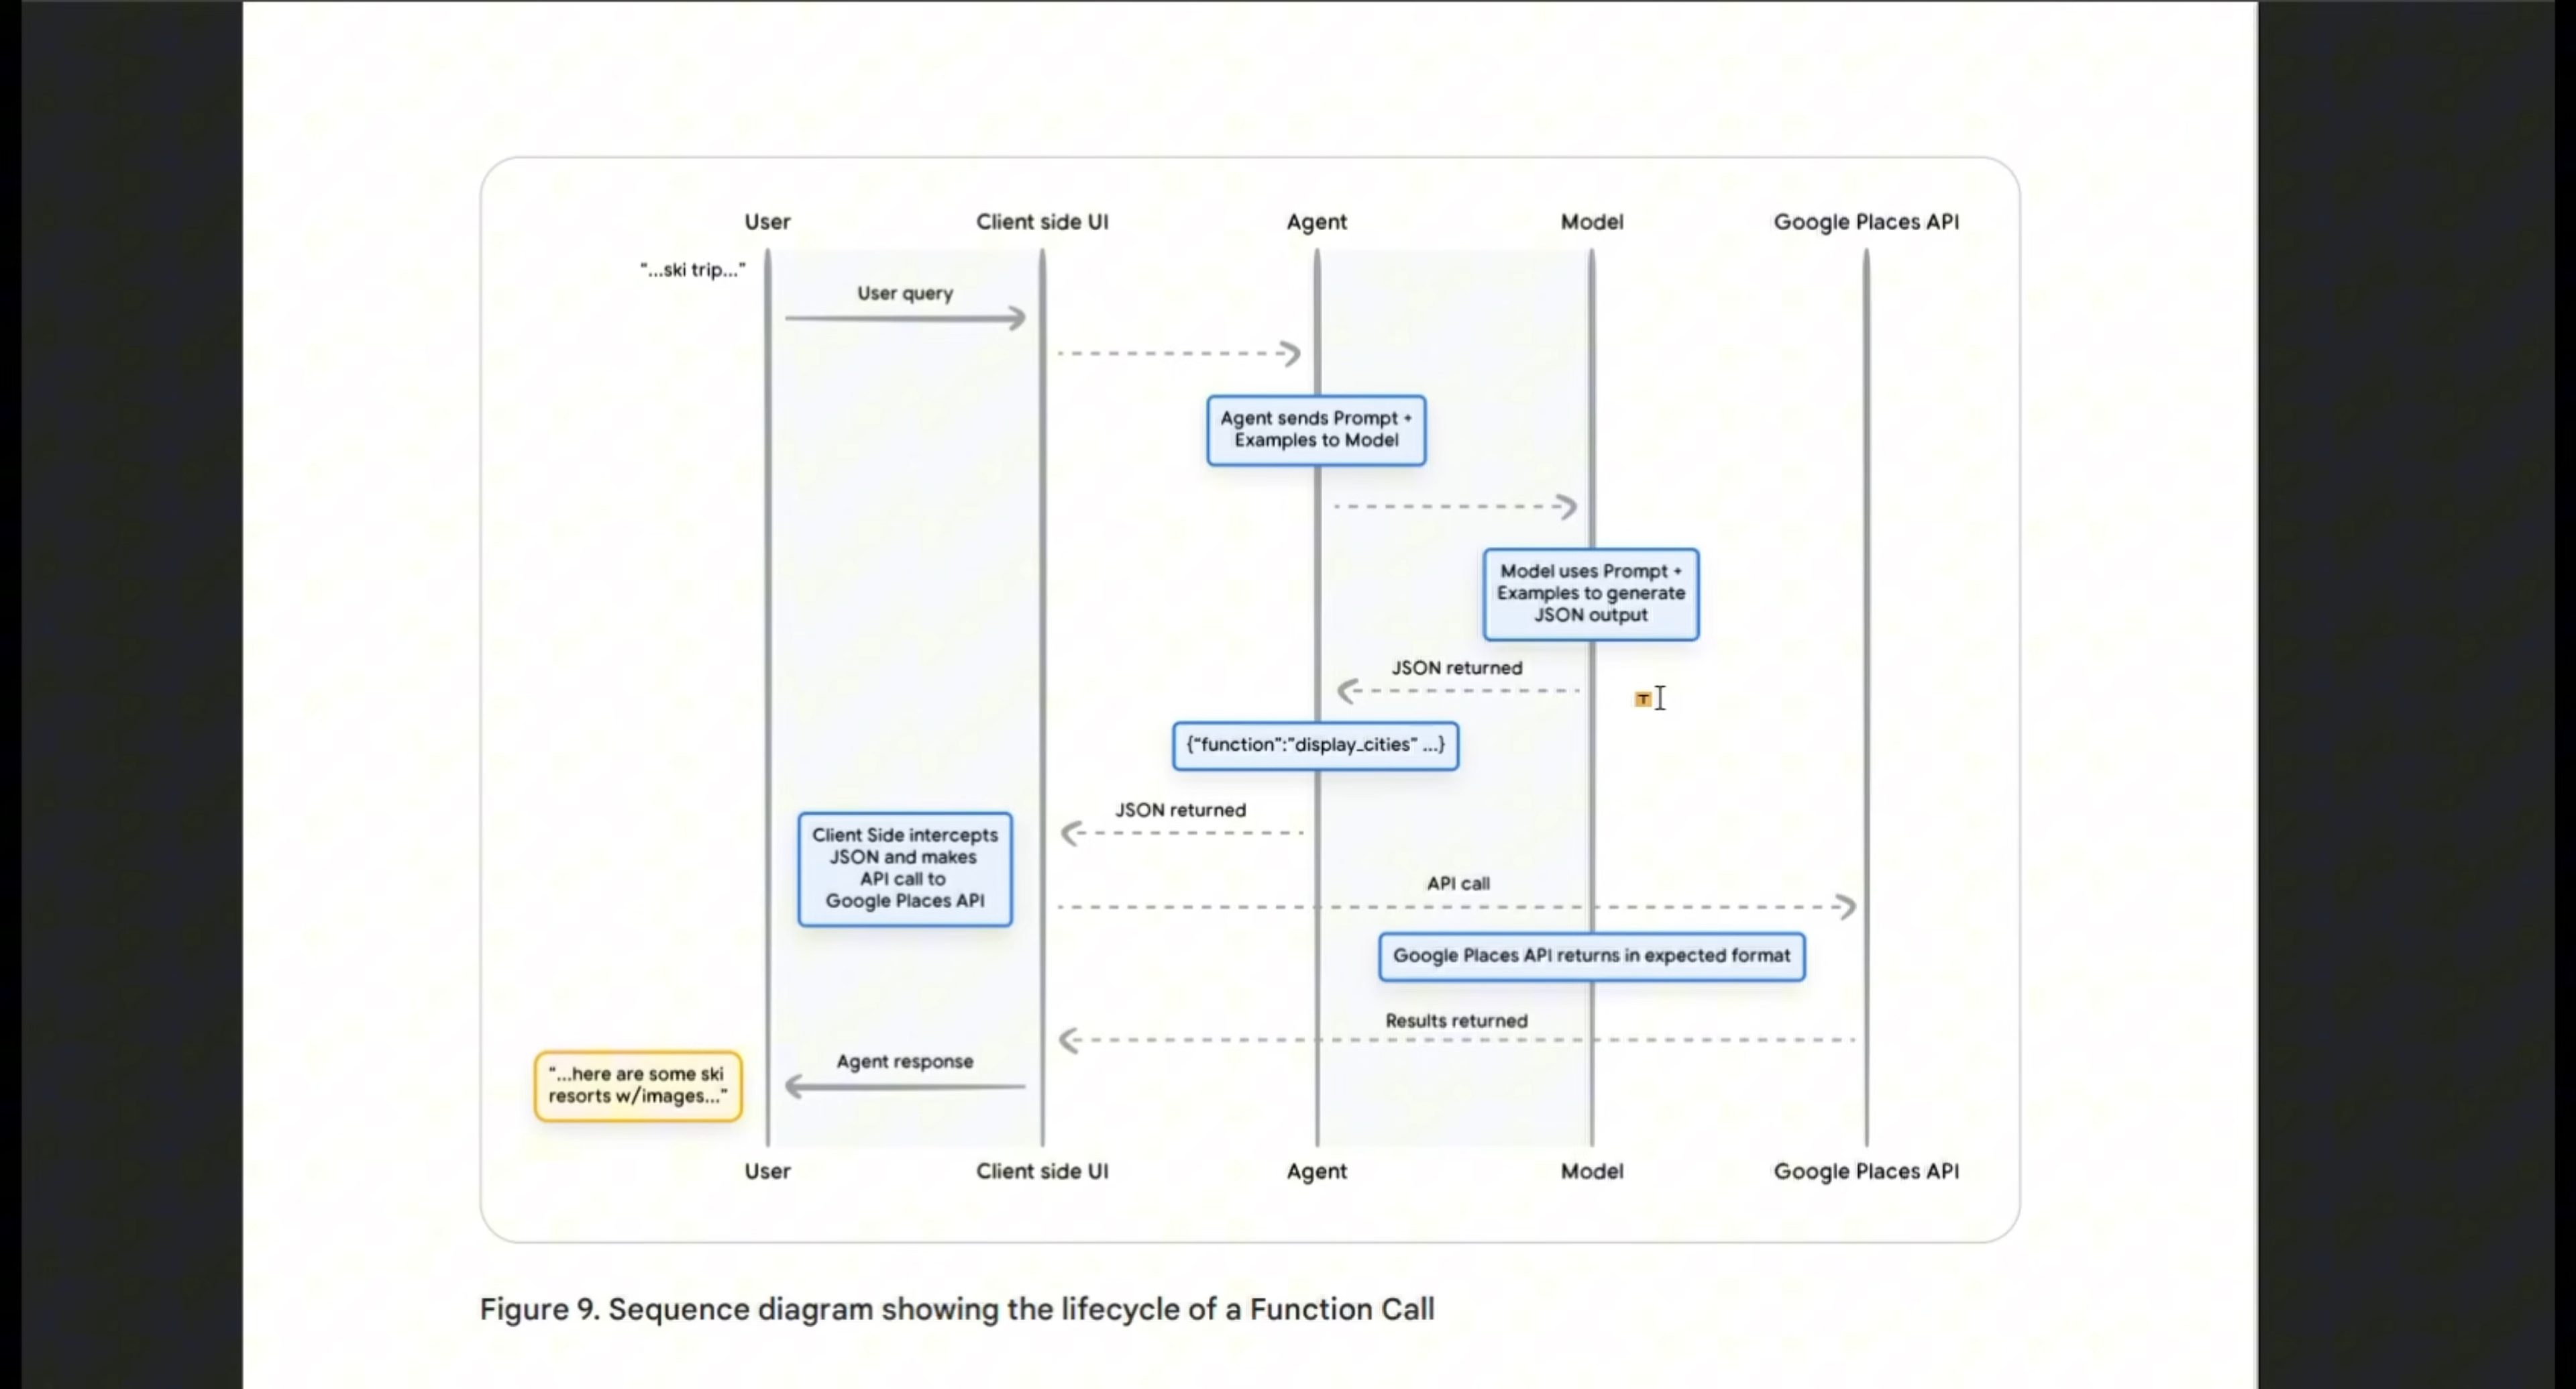 User
Client side UI
Agent
Model
Google Places API
"...ski trip..."
User query
Agent sends Prompt +
Examples to Model
Model uses Prompt +
Examples to generate
JSON output
JSON returned
T
{"function":"display_cities" ...}
JSON returned
Client Side intercepts
JSON and makes
API call to
Google Places API
API call
Google Places API returns in expected format
Results returned
Agent response
"...here are some ski
resorts w/images..."
User
Client side UI
Agent
Model
Google Places API
Figure 9. Sequence diagram showing the lifecycle of a Function Call